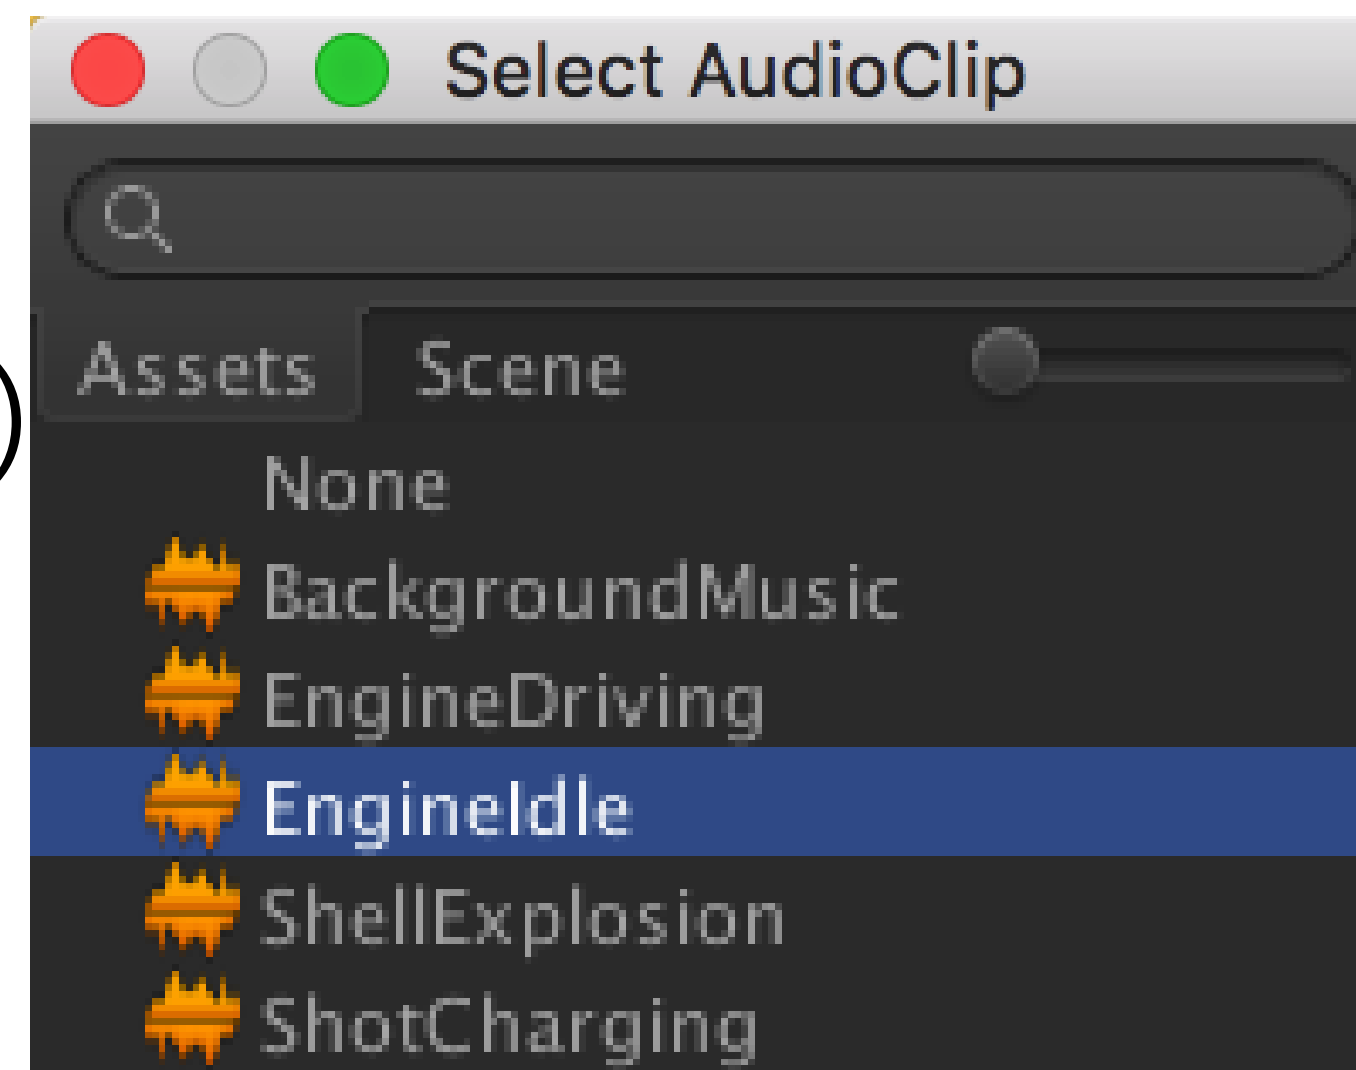 Select AudioClip
Assets Scene
None
BackgroundMusic
EngineDriving
EngineIdle
ShellExplosion
ShotCharging